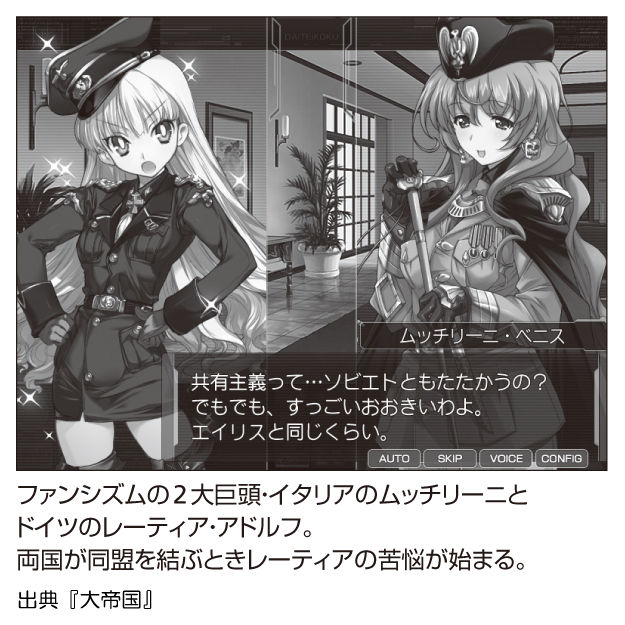 DAITEIKOKU
ムッチリーニ・ベニス
共有主義って…ソビエトともたたかうの？
でもでも、すっごいおおきいわよ。
エイリスと同じくらい。
AUTO SKIP VOICE CONFIG
ファンシズムの２大巨頭・イタリアのムッチリーニと
ドイツのレーティア・アドルフ。
両国が同盟を結ぶときレーティアの苦悩が始まる。
出典『大帝国』